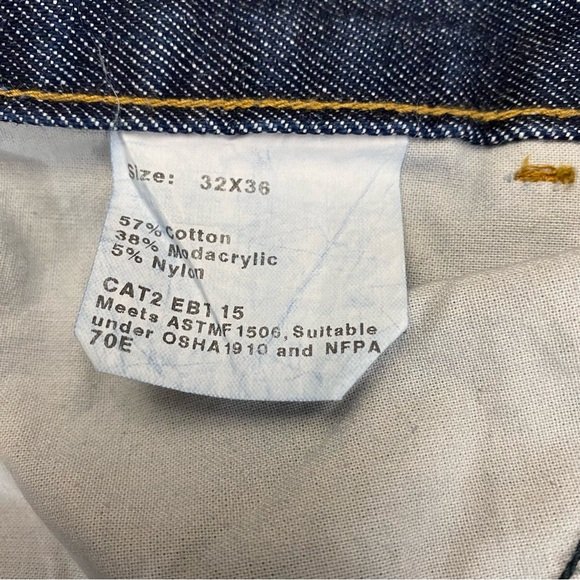 Size: 32X36
57% Cotton
38% Modacrylic
5% Nylon
CAT2 EBT 15
Meets ASTMF1506, Suitable
under OSHA1910 and NFPA
70E